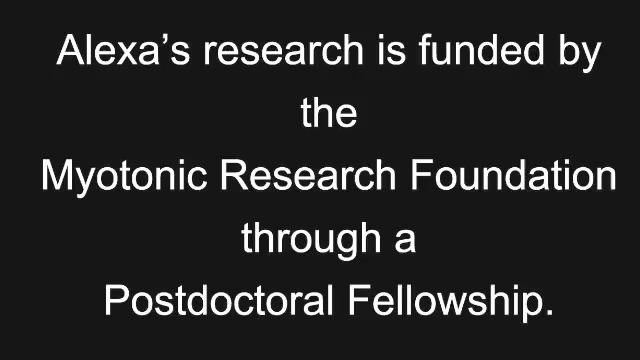 Alexa’s research is funded by
the
Myotonic Research Foundation
through a
Postdoctoral Fellowship.